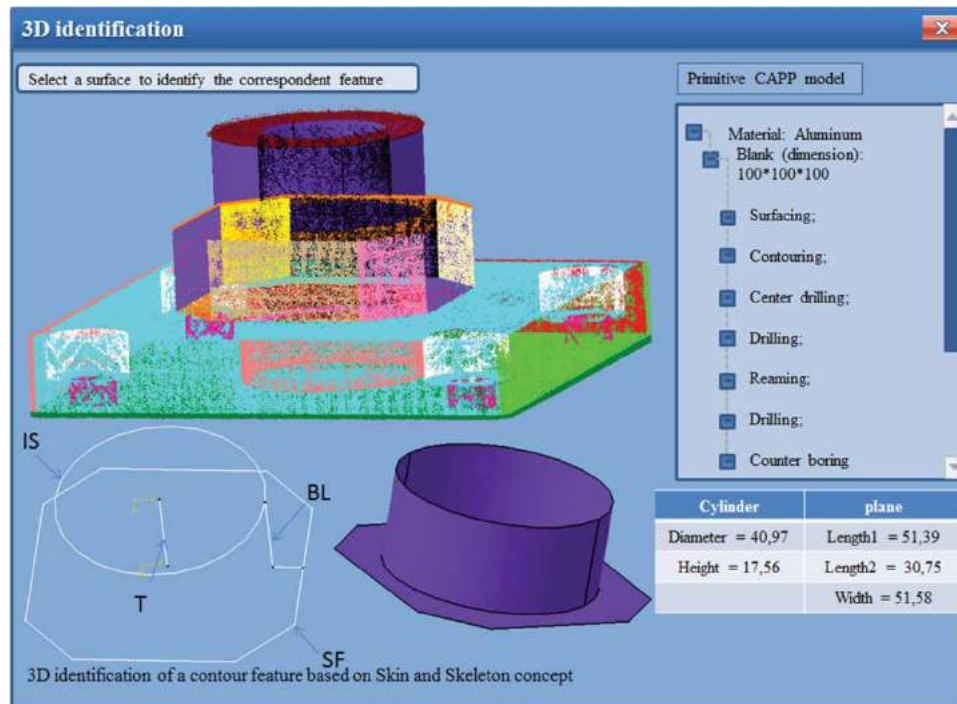 3D identification
X
Select a surface to identify the correspondent feature
Primitive CAPP model
Material: Aluminum
Blank (dimension):
100*100*100
Surfacing;
Contouring;
Center drilling;
Drilling;
Reaming;
Drilling;
Counter boring
IS
BL
T
SF
Cylinder plane
Diameter = 40,97 Length1 = 51,39
Height = 17,56 Length2 = 30,75
Width = 51,58
3D identification of a contour feature based on Skin and Skeleton concept